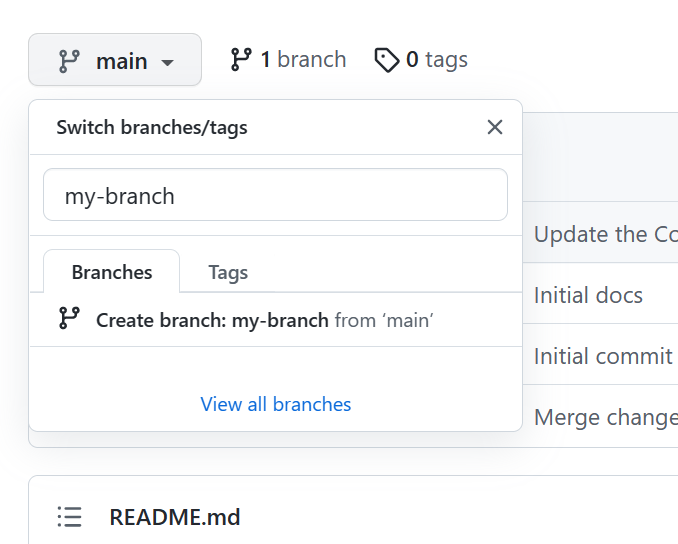 main 1 branch 0 tags
Switch branches/tags
my-branch
Update the Co
Branches Tags
Initial docs
Create branch: my-branch from ‘main’
Initial commit
View all branches
Merge change
README.md